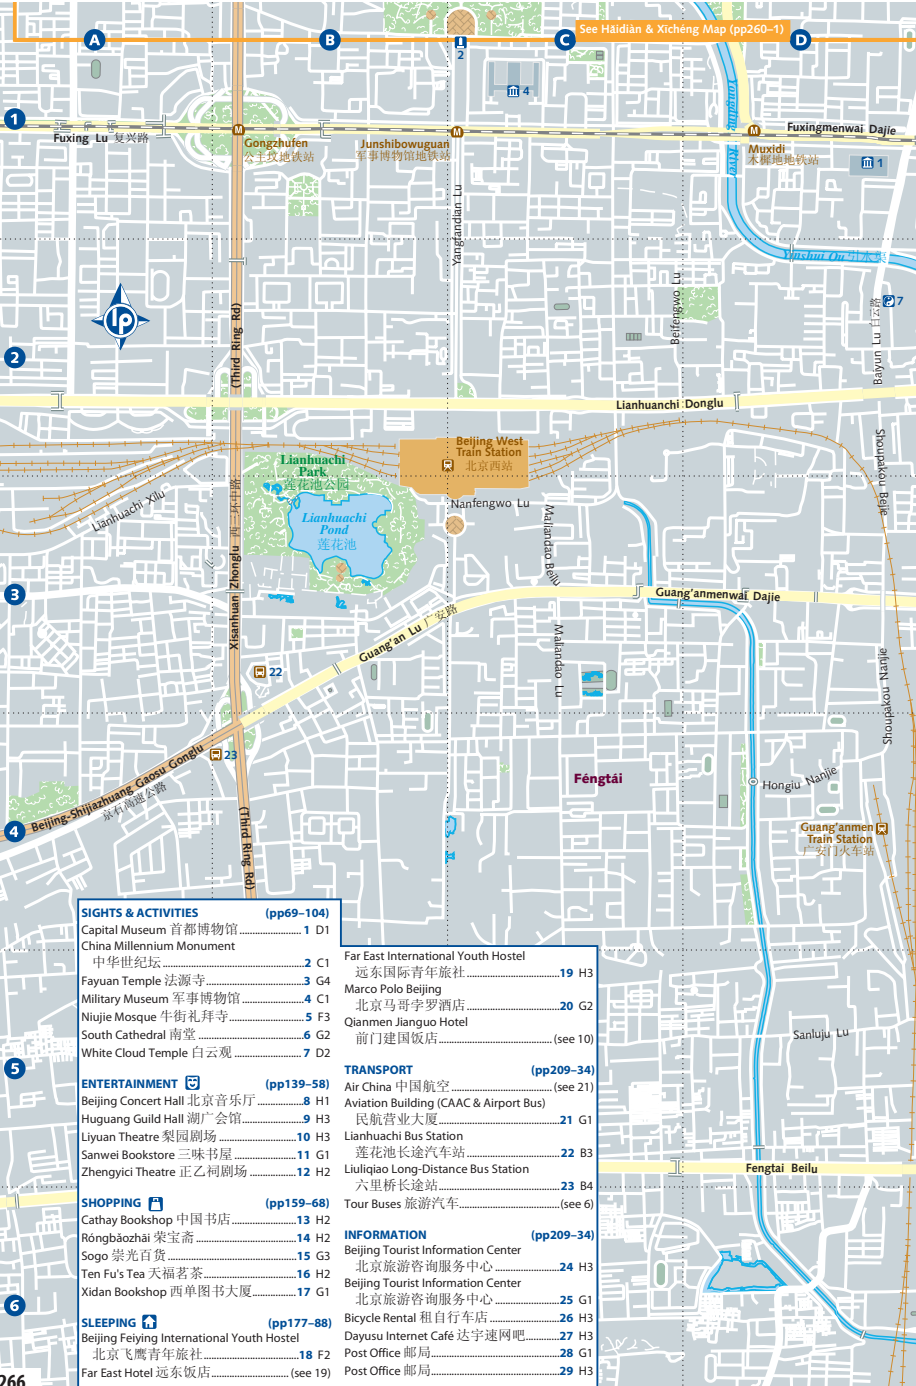 See Hǎidiàn & Xīchéng Map (pp260–1)
A
B
C
D
2
4
1
Fuxing Lu 复兴路
M
Gongzhufen
公主坟地铁站
M
Junshibowuguan
军事博物馆地铁站
M
Muxidi
木樨地地铁站
Fuxingmenwai Dajie
1
Yongding River
Yangfandian Lu
Yinshui Qu 引水渠
Beifengwo Lu
7
Baiyun Lu 白云路
lp
2
(Third Ring Rd)
Lianhuanchi Donglu
Beijing West
Train Station
北京西站
Lianhuachi
Park
莲花池公园
Lianhuachi Xilu
Nanfengwo Lu
Lianhuachi
Pond
莲花池
Maliandao Beilu
Shoupakou Beijie
3
Xisanhuan Zhonglu 西三环中路
Guang'anmenwai Dajie
Guang'an Lu 广安路
22
Maliandao Lu
Shoupakou Nanjie
23
Beijing-Shijiazhuang Gaosu Gonglu
京石高速公路
Féngtái
Hongju Nanjie
4
(Third Ring Rd)
Guang'anmen
Train Station
广安门火车站
SIGHTS & ACTIVITIES (pp69–104)
Capital Museum 首都博物馆 1 D1
China Millennium Monument
中华世纪坛 2 C1
Fayuan Temple 法源寺 3 G4
Military Museum 军事博物馆 4 C1
Niujie Mosque 牛街礼拜寺 5 F3
South Cathedral 南堂 6 G2
White Cloud Temple 白云观 7 D2
ENTERTAINMENT (pp139–58)
Beijing Concert Hall 北京音乐厅 8 H1
Huguang Guild Hall 湖广会馆 9 H3
Liyuan Theatre 梨园剧场 10 H3
Sanwei Bookstore 三味书屋 11 G1
Zhengyici Theatre 正乙祠剧场 12 H2
SHOPPING (pp159–68)
Cathay Bookshop 中国书店 13 H2
Róngbǎozhāi 荣宝斋 14 H2
Sogo 崇光百货 15 G3
Ten Fu's Tea 天福茗茶 16 H2
Xidan Bookshop 西单图书大厦 17 G1
SLEEPING (pp177–88)
Beijing Feiying International Youth Hostel
北京飞鹰青年旅社 18 F2
Far East Hotel 远东饭店 (see 19)
Far East International Youth Hostel
远东国际青年旅社 19 H3
Marco Polo Beijing
北京马哥孛罗酒店 20 G2
Qianmen Jianguo Hotel
前门建国饭店 (see 10)
TRANSPORT (pp209–34)
Air China 中国航空 (see 21)
Aviation Building (CAAC & Airport Bus)
民航营业大厦 21 G1
Lianhuachi Bus Station
莲花池长途汽车站 22 B3
Liuliqiao Long-Distance Bus Station
六里桥长途站 23 B4
Tour Buses 旅游汽车 (see 6)
INFORMATION (pp209–34)
Beijing Tourist Information Center
北京旅游咨询服务中心 24 H3
Beijing Tourist Information Center
北京旅游咨询服务中心 25 G1
Bicycle Rental 租自行车店 26 H3
Dayusu Internet Café 达宇速网吧 27 H3
Post Office 邮局 28 G1
Post Office 邮局 29 H3
Sanluju Lu
5
Fengtai Beilu
6
266